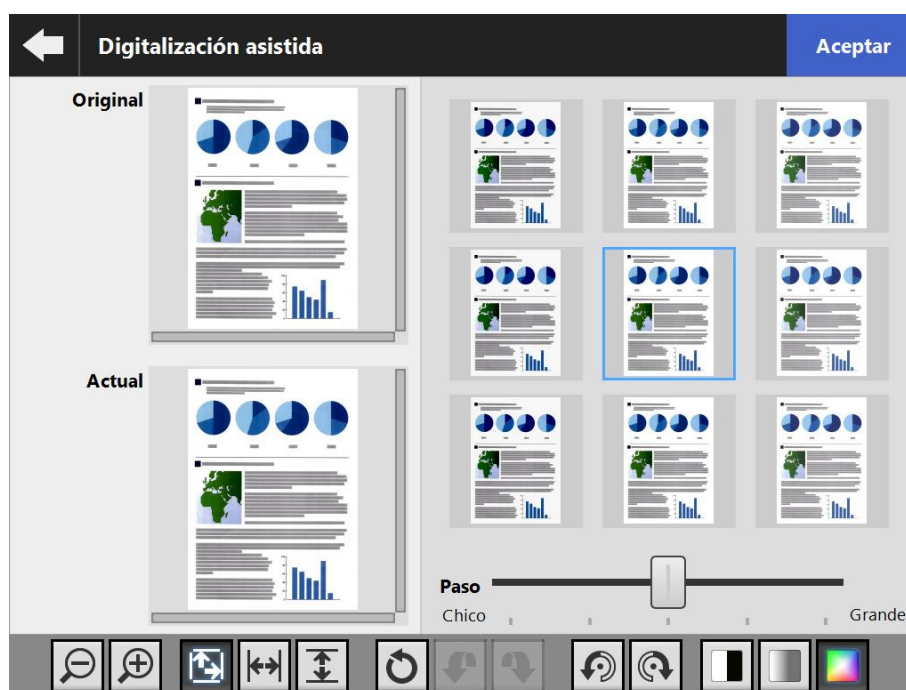 Digitalización asistida
Aceptar
Original
Actual
Paso
Chico
Grande